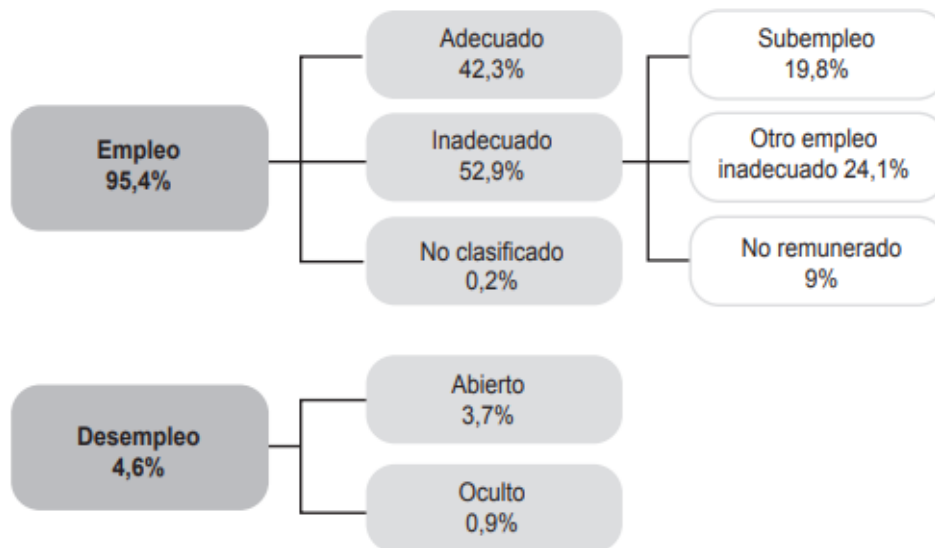 Empleo
95,4%
Adecuado
42,3%
Inadecuado
52,9%
No clasificado
0,2%
Subempleo
19,8%
Otro empleo
inadecuado 24,1%
No remunerado
9%
Desempleo
4,6%
Abierto
3,7%
Oculto
0,9%